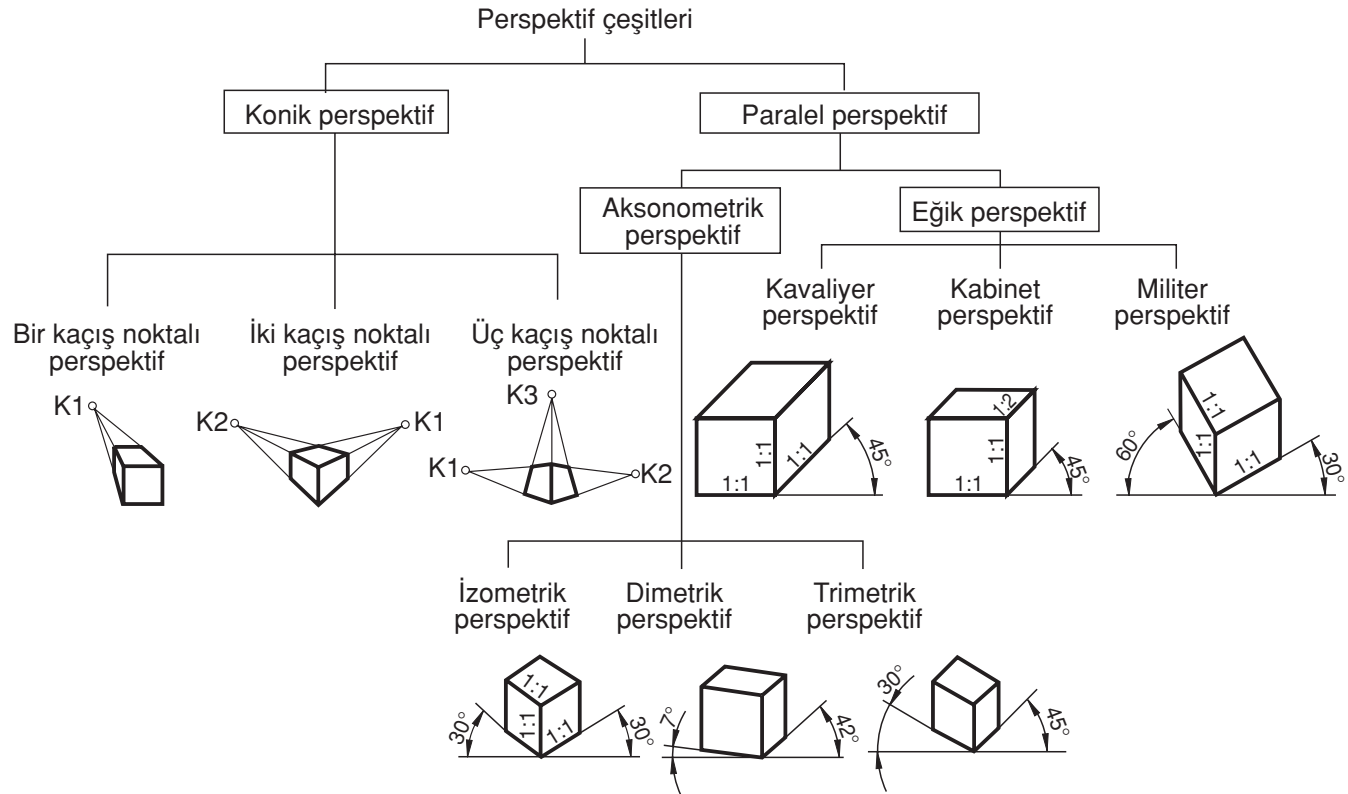 Perspektif çeşitleri
Konik perspektif
Paralel perspektif
Aksonometrik
perspektif
Eğik perspektif
Bir kaçış noktalı
perspektif
İki kaçış noktalı
perspektif
Üç kaçış noktalı
perspektif
Kavaliyer
perspektif
Kabinet
perspektif
Militer
perspektif
K1
K2
K1
K3
K1
K2
1:1
1:1
1:1
45°
1:2
1:1
1:1
45°
1:1
1:1
1:1
60°
30°
İzometrik
perspektif
Dimetrik
perspektif
Trimetrik
perspektif
1:1
1:1
1:1
30°
30°
7°
42°
30°
45°